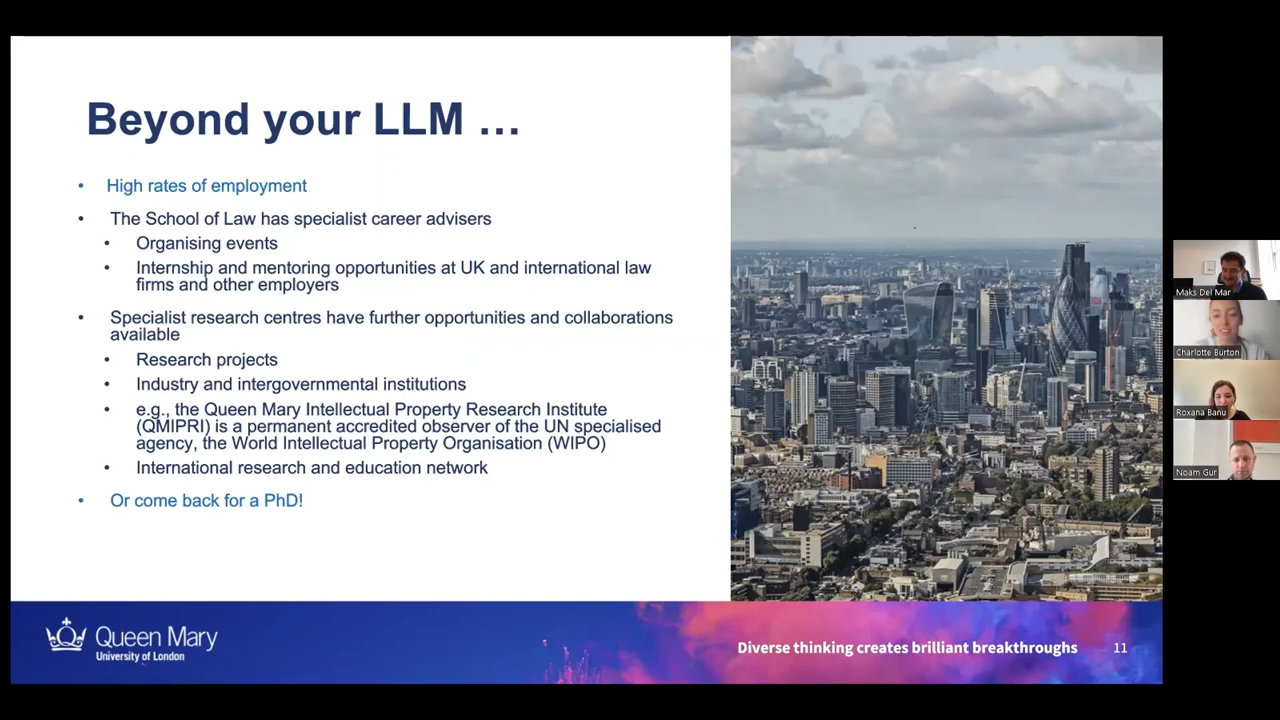 Beyond your LLM ...
• High rates of employment
• The School of Law has specialist career advisers
• Organising events
• Internship and mentoring opportunities at UK and international law
firms and other employers
• Specialist research centres have further opportunities and collaborations
available
• Research projects
• Industry and intergovernmental institutions
• e.g., the Queen Mary Intellectual Property Research Institute
(QMIPRI) is a permanent accredited observer of the UN specialised
agency, the World Intellectual Property Organisation (WIPO)
• International research and education network
• Or come back for a PhD!
Queen Mary
University of London
Diverse thinking creates brilliant breakthroughs
11
Maks Del Mar
Charlotte Burton
Roxana Banu
Noam Gur